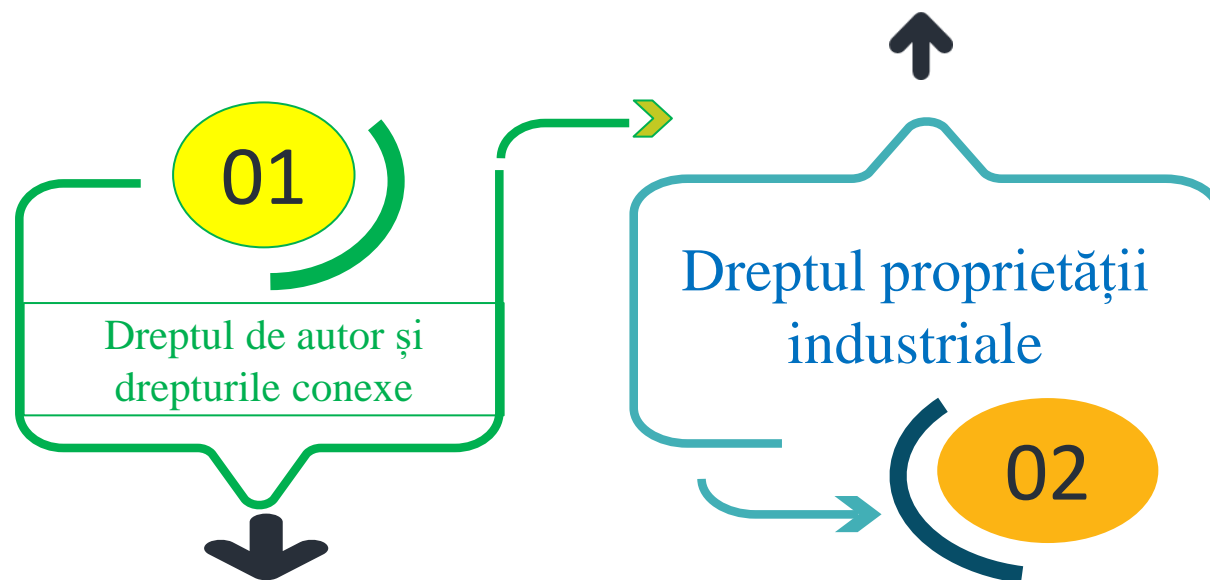 01
Dreptul de autor și
drepturile conexe
Dreptul proprietății
industriale
02